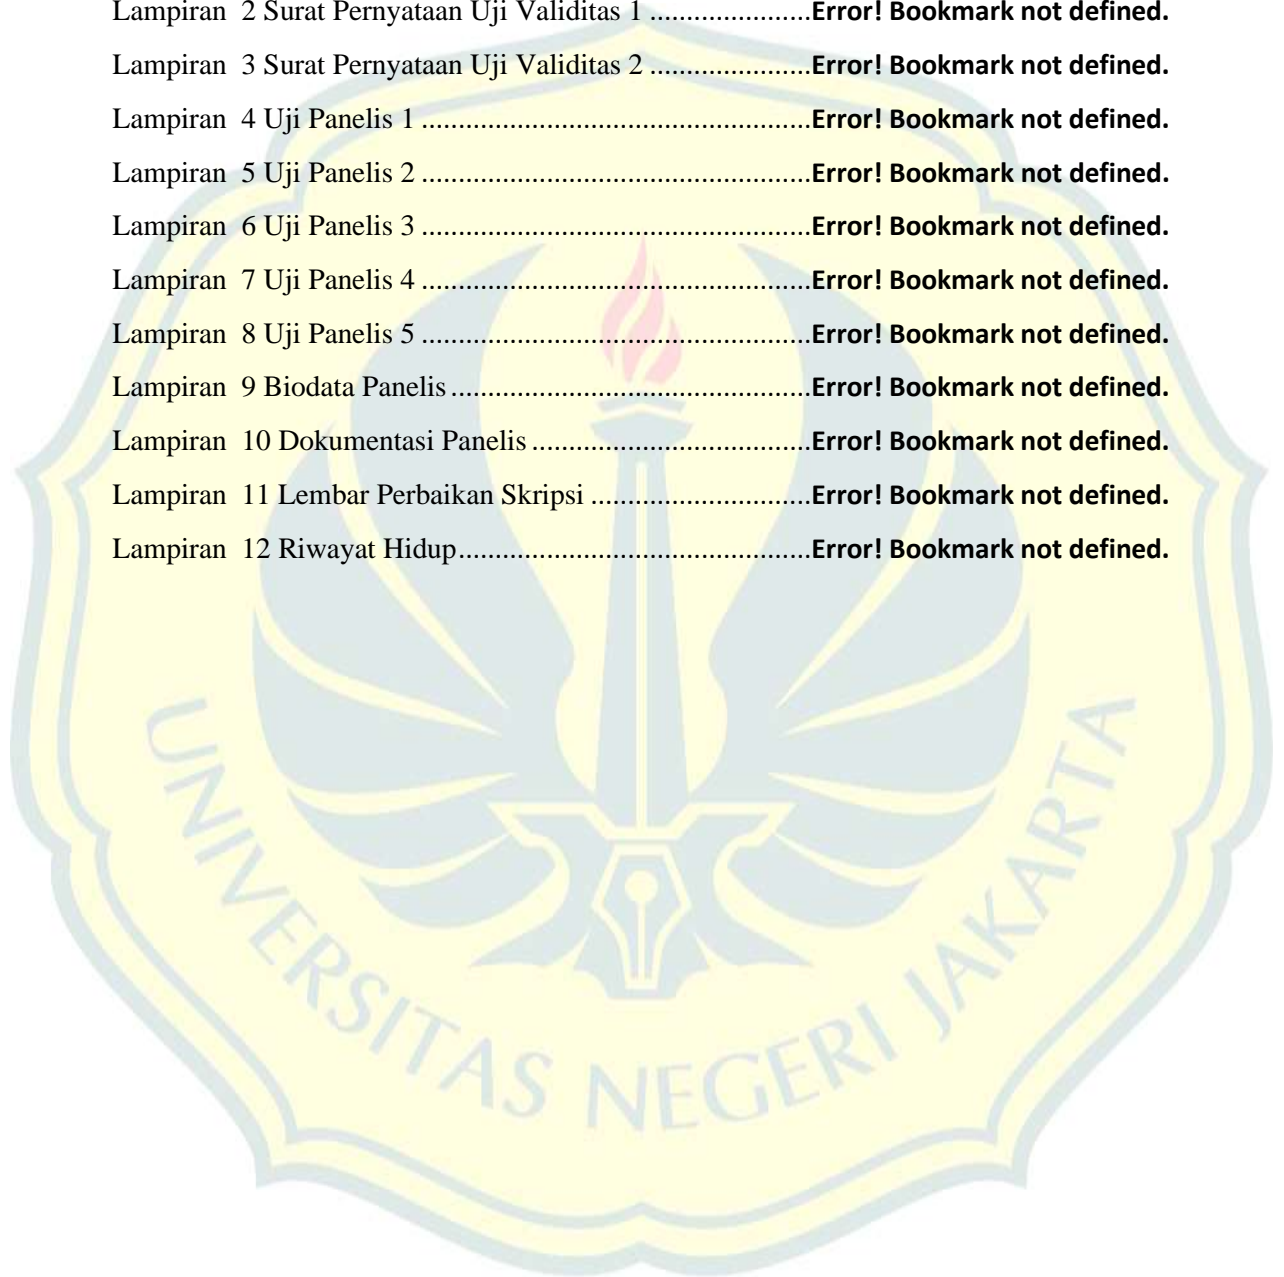 Lampiran 2 Surat Pernyataan Uji Validitas 1 ......................Error! Bookmark not defined.
Lampiran 3 Surat Pernyataan Uji Validitas 2 ......................Error! Bookmark not defined.
Lampiran 4 Uji Panelis 1 .....................................................Error! Bookmark not defined.
Lampiran 5 Uji Panelis 2 .....................................................Error! Bookmark not defined.
Lampiran 6 Uji Panelis 3 .....................................................Error! Bookmark not defined.
Lampiran 7 Uji Panelis 4 .....................................................Error! Bookmark not defined.
Lampiran 8 Uji Panelis 5 .....................................................Error! Bookmark not defined.
Lampiran 9 Biodata Panelis .................................................Error! Bookmark not defined.
Lampiran 10 Dokumentasi Panelis ......................................Error! Bookmark not defined.
Lampiran 11 Lembar Perbaikan Skripsi ..............................Error! Bookmark not defined.
Lampiran 12 Riwayat Hidup................................................Error! Bookmark not defined.
UNIVERSITAS NEGERI JAKARTA